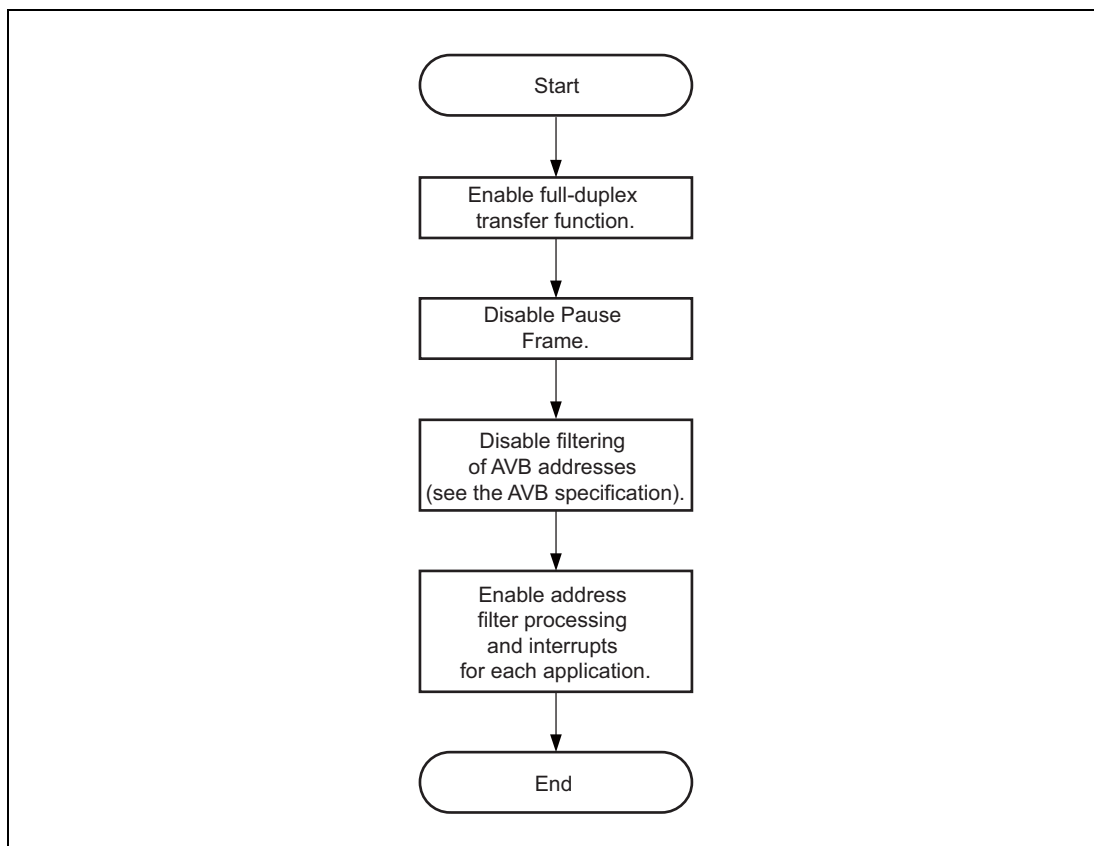 Start
Enable full-duplex
transfer function.
Disable Pause
Frame.
Disable filtering
of AVB addresses
(see the AVB specification).
Enable address
filter processing
and interrupts
for each application.
End